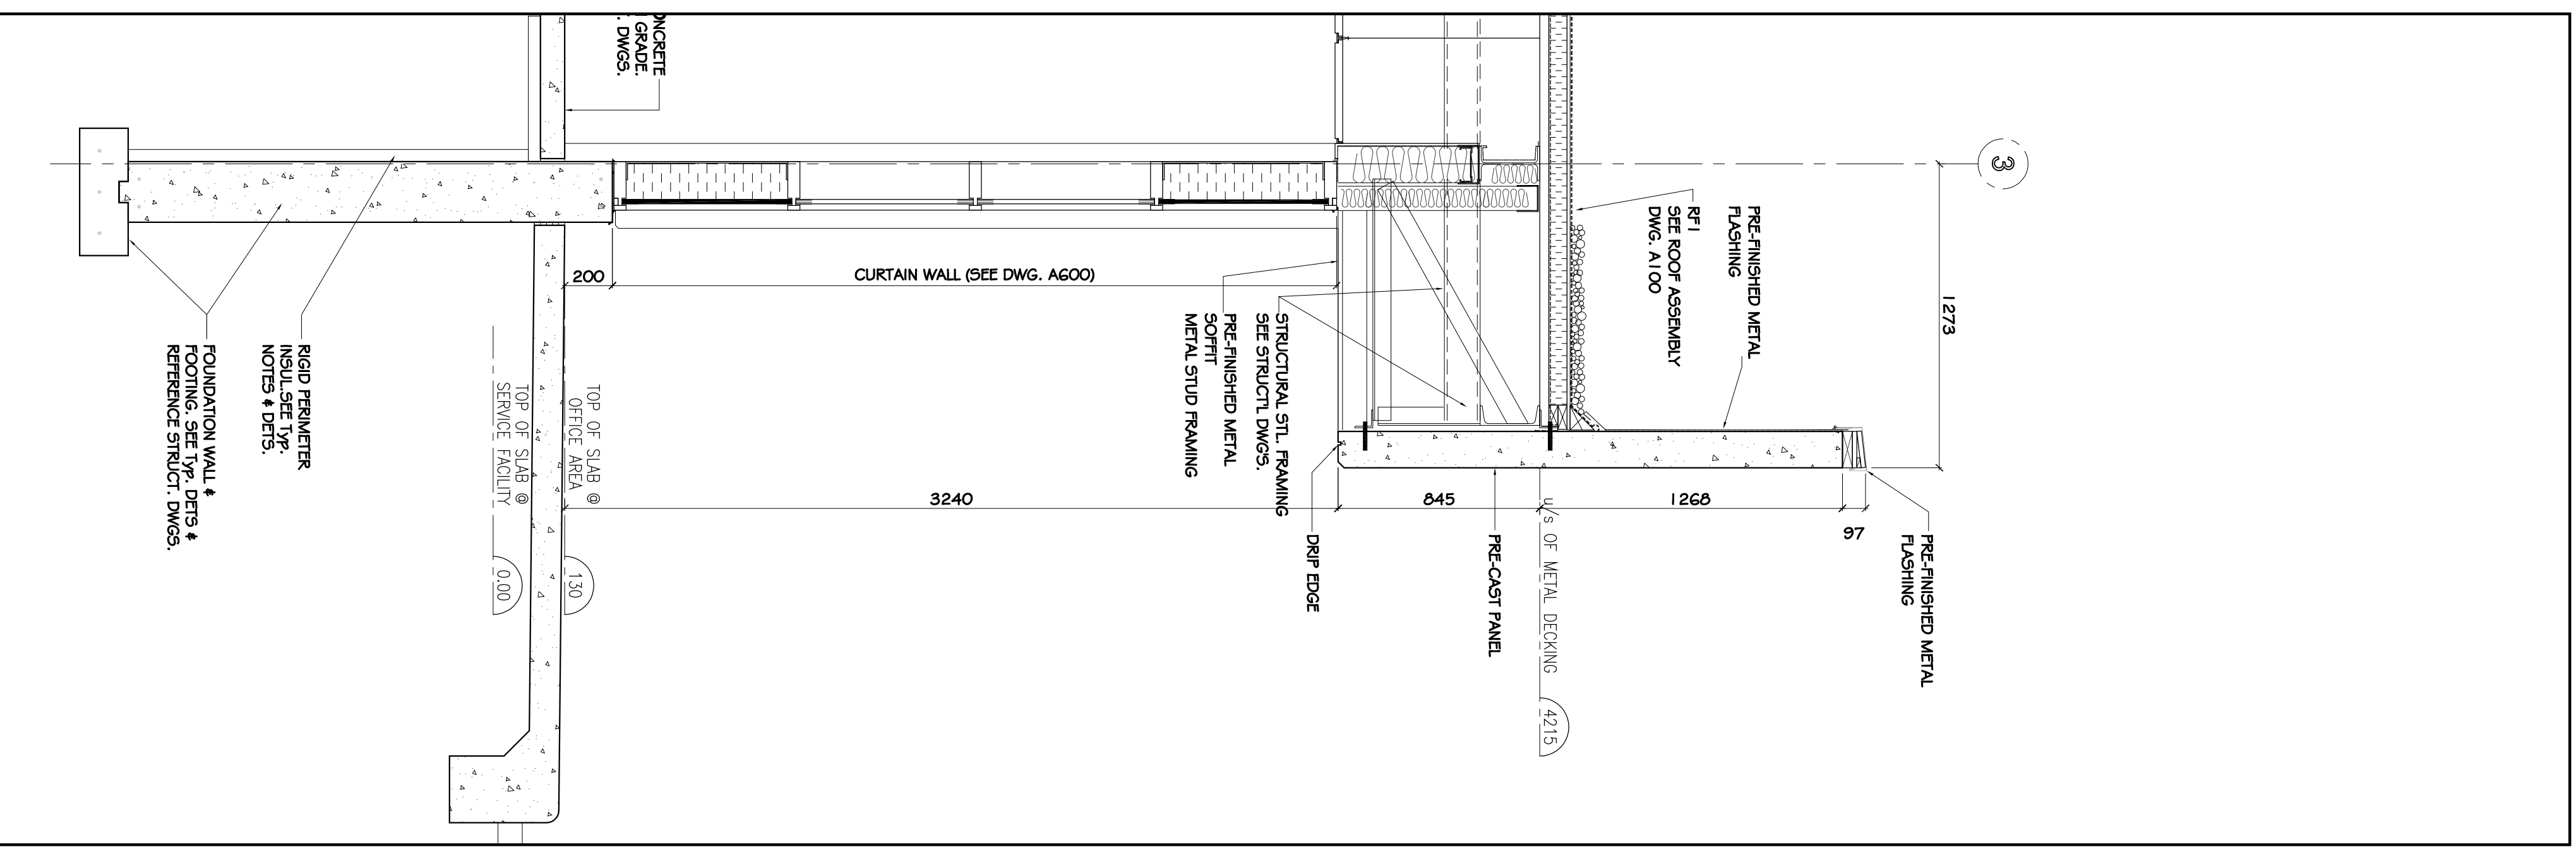 3
1273
PRE-FINISHED METAL
FLASHING
97
PRE-FINISHED METAL
FLASHING
RF1
SEE ROOF ASSEMBLY
DWG. A100
1268
u/s OF METAL DECKING
4215
845
PRE-CAST PANEL
STRUCTURAL STL. FRAMING
SEE STRUCT'L DWG'S.
PRE-FINISHED METAL
SOFFIT
METAL STUD FRAMING
DRIP EDGE
CURTAIN WALL (SEE DWG. A600)
3240
200
ONCRETE
GRADE.
. DWGS.
TOP OF SLAB @
OFFICE AREA
130
TOP OF SLAB @
SERVICE FACILITY
0.00
RIGID PERIMETER
INSUL.SEE TYP.
NOTES & DETS.
FOUNDATION WALL &
FOOTING. SEE TYP. DETS &
REFERENCE STRUCT. DWGS.